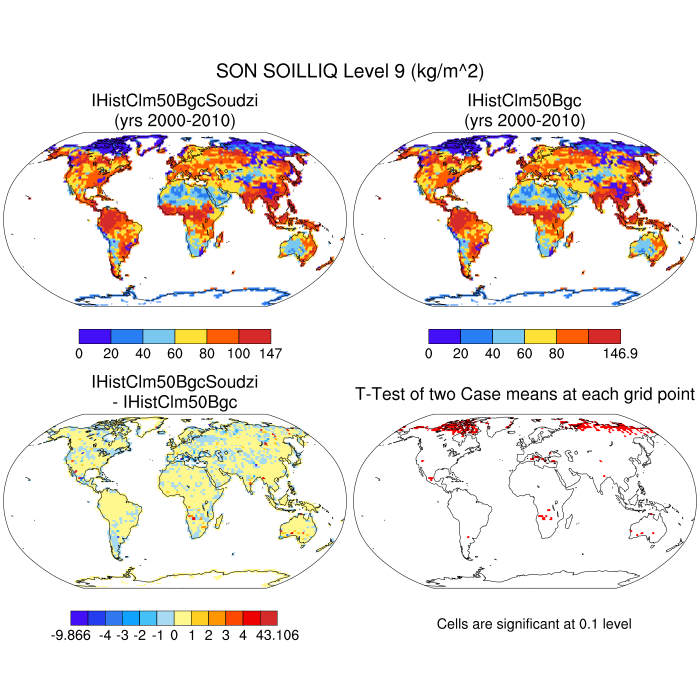 SON SOILLIQ Level 9 (kg/m^2)
IHistClm50BgcSoudzi
(yrs 2000-2010)
IHistClm50Bgc
(yrs 2000-2010)
0 20 40 60 80 100 147
0 20 40 60 80 146.9
IHistClm50BgcSoudzi
- IHistClm50Bgc
T-Test of two Case means at each grid point
-9.866 -4 -3 -2 -1 0 1 2 3 4 43.106
Cells are significant at 0.1 level